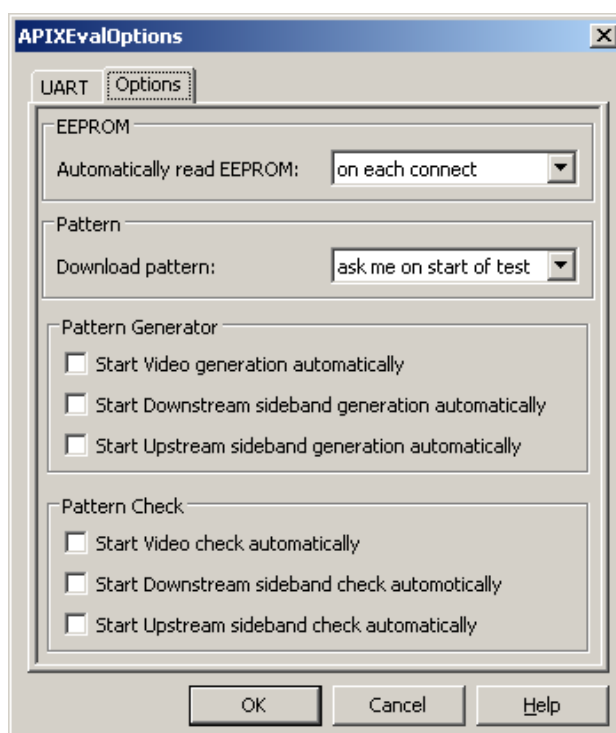 APIXEvalOptions
UART Options
EEPROM
Automatically read EEPROM: on each connect
Pattern
Download pattern: ask me on start of test
Pattern Generator
Start Video generation automatically
Start Downstream sideband generation automatically
Start Upstream sideband generation automatically
Pattern Check
Start Video check automatically
Start Downstream sideband check automotically
Start Upstream sideband check automatically
OK Cancel Help